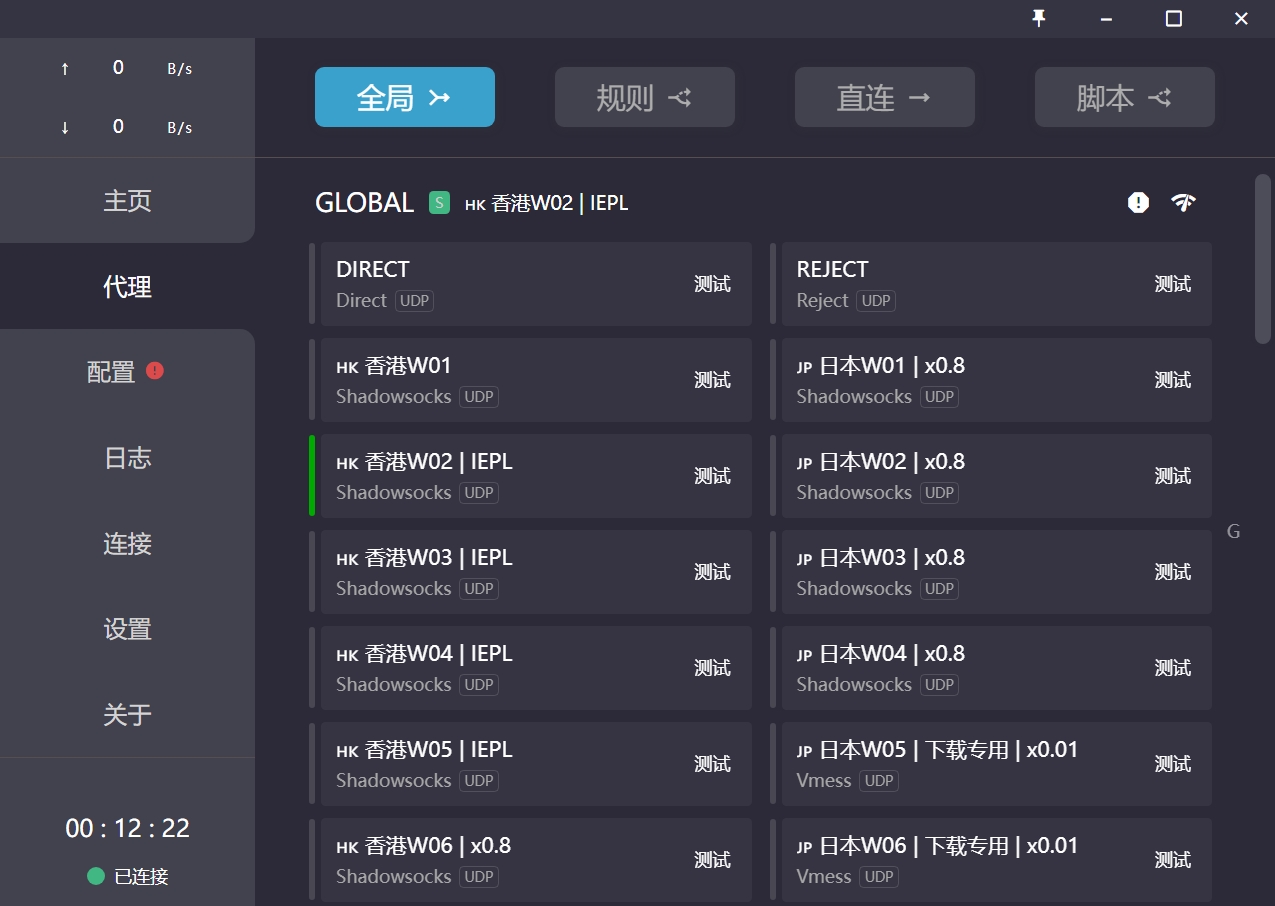 ↑ 0 B/s
↓ 0 B/s
主页
代理
配置
日志
连接
设置
关于
00 : 12 : 22
已连接
全局 规则 直连 脚本
GLOBAL S HK 香港W02 | IEPL
DIRECT
Direct UDP
测试
REJECT
Reject UDP
测试
HK 香港W01
Shadowsocks UDP
测试
JP 日本W01 | x0.8
Shadowsocks UDP
测试
HK 香港W02 | IEPL
Shadowsocks UDP
测试
JP 日本W02 | x0.8
Shadowsocks UDP
测试
HK 香港W03 | IEPL
Shadowsocks UDP
测试
JP 日本W03 | x0.8
Shadowsocks UDP
测试
HK 香港W04 | IEPL
Shadowsocks UDP
测试
JP 日本W04 | x0.8
Shadowsocks UDP
测试
HK 香港W05 | IEPL
Shadowsocks UDP
测试
JP 日本W05 | 下载专用 | x0.01
Vmess UDP
测试
HK 香港W06 | x0.8
Shadowsocks UDP
测试
JP 日本W06 | 下载专用 | x0.01
Vmess UDP
测试
G